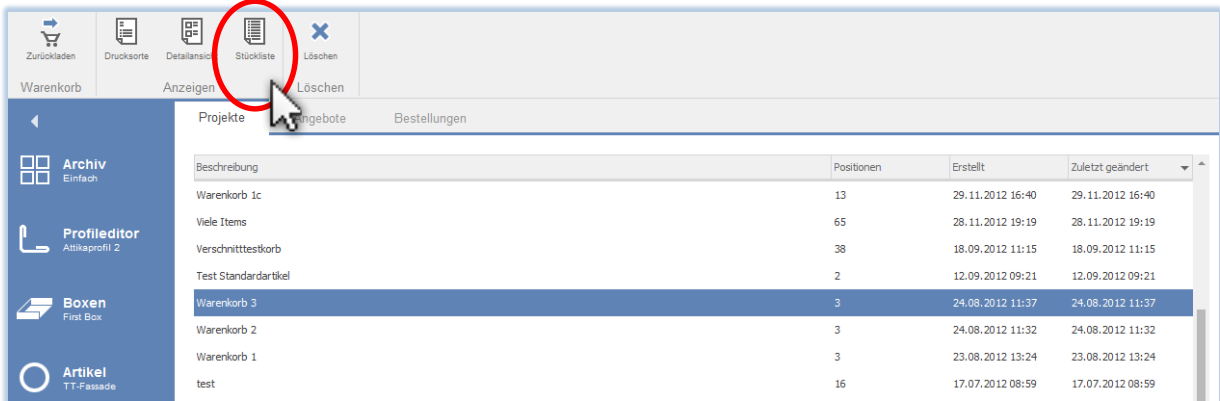 Zurückladen Drucksorte Detailansicht Stückliste Löschen
Warenkorb Anzeigen Löschen
Projekte Angebote Bestellungen
Archiv
Einfach
Profileditor
Attikaprofil 2
Boxen
First Box
Artikel
TT-Fassade
Beschreibung Positionen Erstellt Zuletzt geändert
Warenkorb 1c 13 29.11.2012 16:40 29.11.2012 16:40
Viele Items 65 28.11.2012 19:19 28.11.2012 19:19
Verschnitttestkorb 38 18.09.2012 11:15 18.09.2012 11:15
Test Standardartikel 2 12.09.2012 09:21 12.09.2012 09:21
Warenkorb 3 3 24.08.2012 11:37 24.08.2012 11:37
Warenkorb 2 3 24.08.2012 11:32 24.08.2012 11:32
Warenkorb 1 3 23.08.2012 13:24 23.08.2012 13:24
test 16 17.07.2012 08:59 17.07.2012 08:59